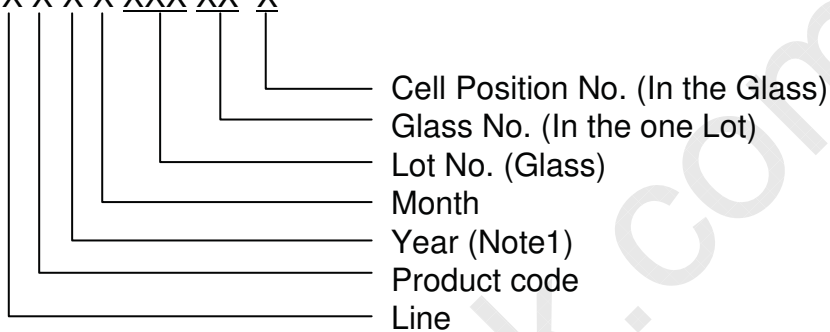 X X X X XXX XX X
Cell Position No. (In the Glass)
Glass No. (In the one Lot)
Lot No. (Glass)
Month
Year (Note1)
Product code
Line